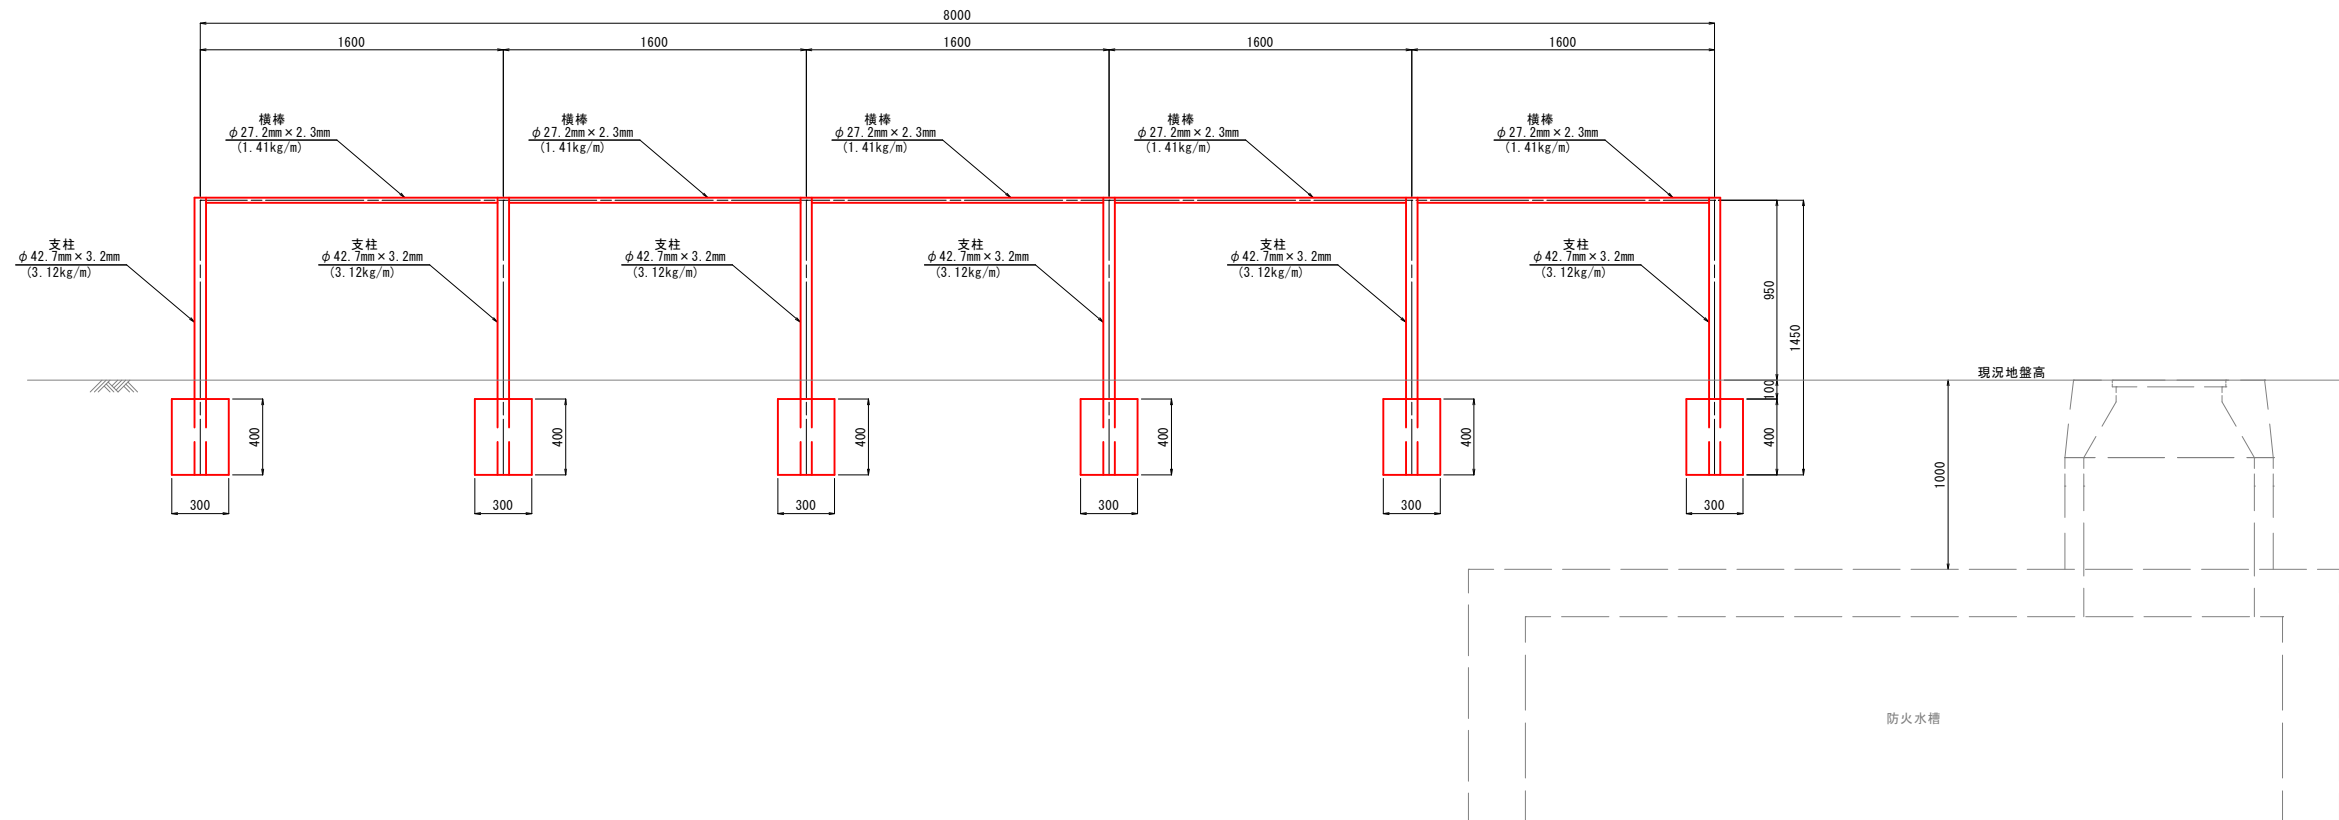 8000
1600
1600
1600
1600
1600
横棒
φ27.2mm×2.3mm
(1.41kg/m)
横棒
φ27.2mm×2.3mm
(1.41kg/m)
横棒
φ27.2mm×2.3mm
(1.41kg/m)
横棒
φ27.2mm×2.3mm
(1.41kg/m)
横棒
φ27.2mm×2.3mm
(1.41kg/m)
支柱
φ42.7mm×3.2mm
(3.12kg/m)
支柱
φ42.7mm×3.2mm
(3.12kg/m)
支柱
φ42.7mm×3.2mm
(3.12kg/m)
支柱
φ42.7mm×3.2mm
(3.12kg/m)
支柱
φ42.7mm×3.2mm
(3.12kg/m)
支柱
φ42.7mm×3.2mm
(3.12kg/m)
950
1450
100
現況地盤高
400
400
400
400
400
400
1000
300
300
300
300
300
300
防火水槽